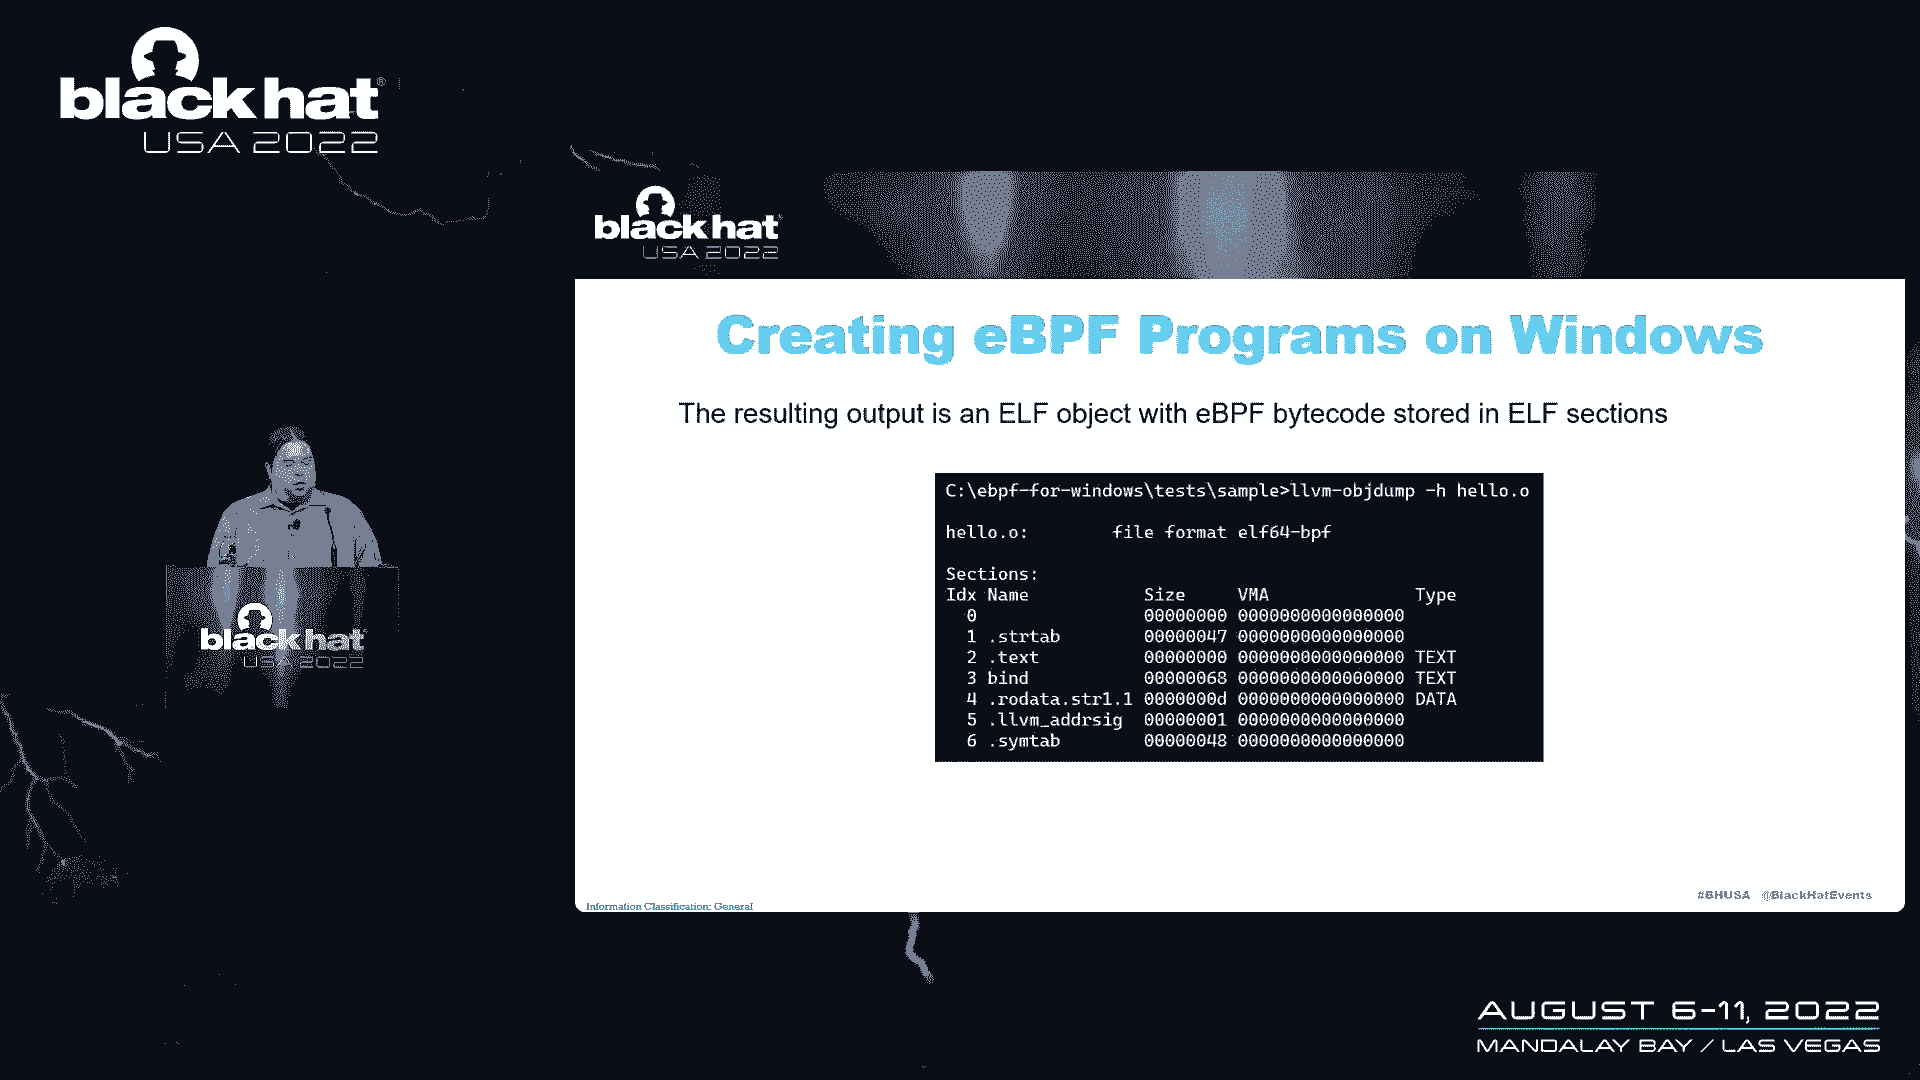 black hat®
USA 2022
black hat
USA 2022
Creating eBPF Programs on Windows
The resulting output is an ELF object with eBPF bytecode stored in ELF sections
C:\ebpf-for-windows\tests\sample>llvm-objdump -h hello.o
hello.o: file format elf64-bpf
Sections:
Idx Name Size VMA Type
0 00000000 0000000000000000
1 .strtab 00000047 0000000000000000
2 .text 00000000 0000000000000000 TEXT
3 bind 00000068 0000000000000000 TEXT
4 .rodata.str1.1 0000000d 0000000000000000 DATA
5 .llvm_addrsig 00000001 0000000000000000
6 .symtab 00000048 0000000000000000
Information Classification: General
#BHUSA @BlackHatEvents
black hat
USA 2022
AUGUST 6-11, 2022
MANDALAY BAY / LAS VEGAS